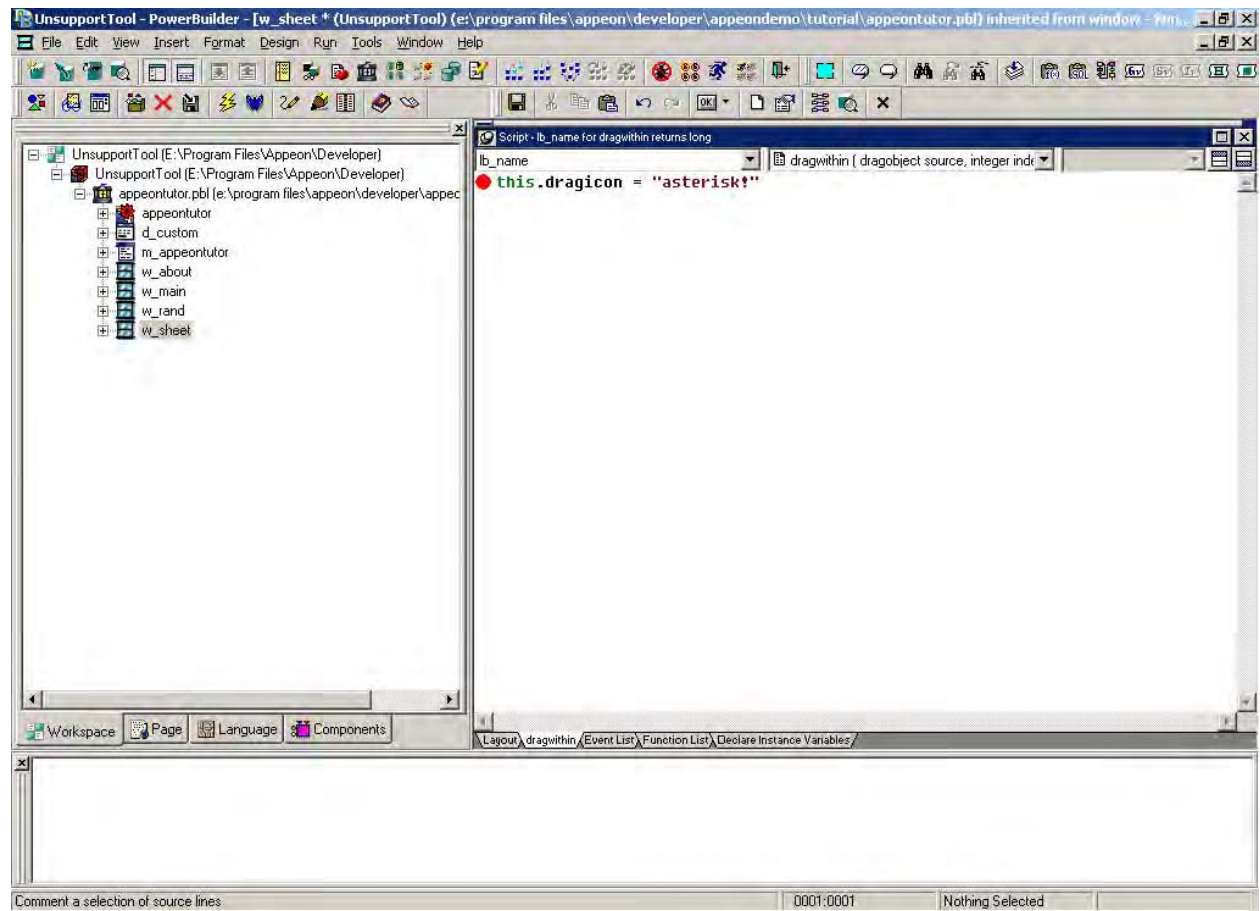 UnsupportTool - PowerBuilder - [w_sheet * (UnsupportTool) (e:\program files\appeon\developer\appeondemo\tutorial\appeontutor.pbl) inherited from window -
File Edit View Insert Format Design Run Tools Window Help
OK
Script - lb_name for dragwithin returns long
lb_name
dragwithin ( dragobject source, integer inde
this.dragicon = "asterisk!"
UnsupportTool (E:\Program Files\Appeon\Developer)
UnsupportTool (E:\Program Files\Appeon\Developer)
appeontutor.pbl (e:\program files\appeon\developer\appec
appeontutor
d_custom
m_appeontutor
w_about
w_main
w_rand
w_sheet
Workspace Page Language Components
Layout dragwithin Event List Function List Declare Instance Variables
Comment a selection of source lines 0001:0001 Nothing Selected